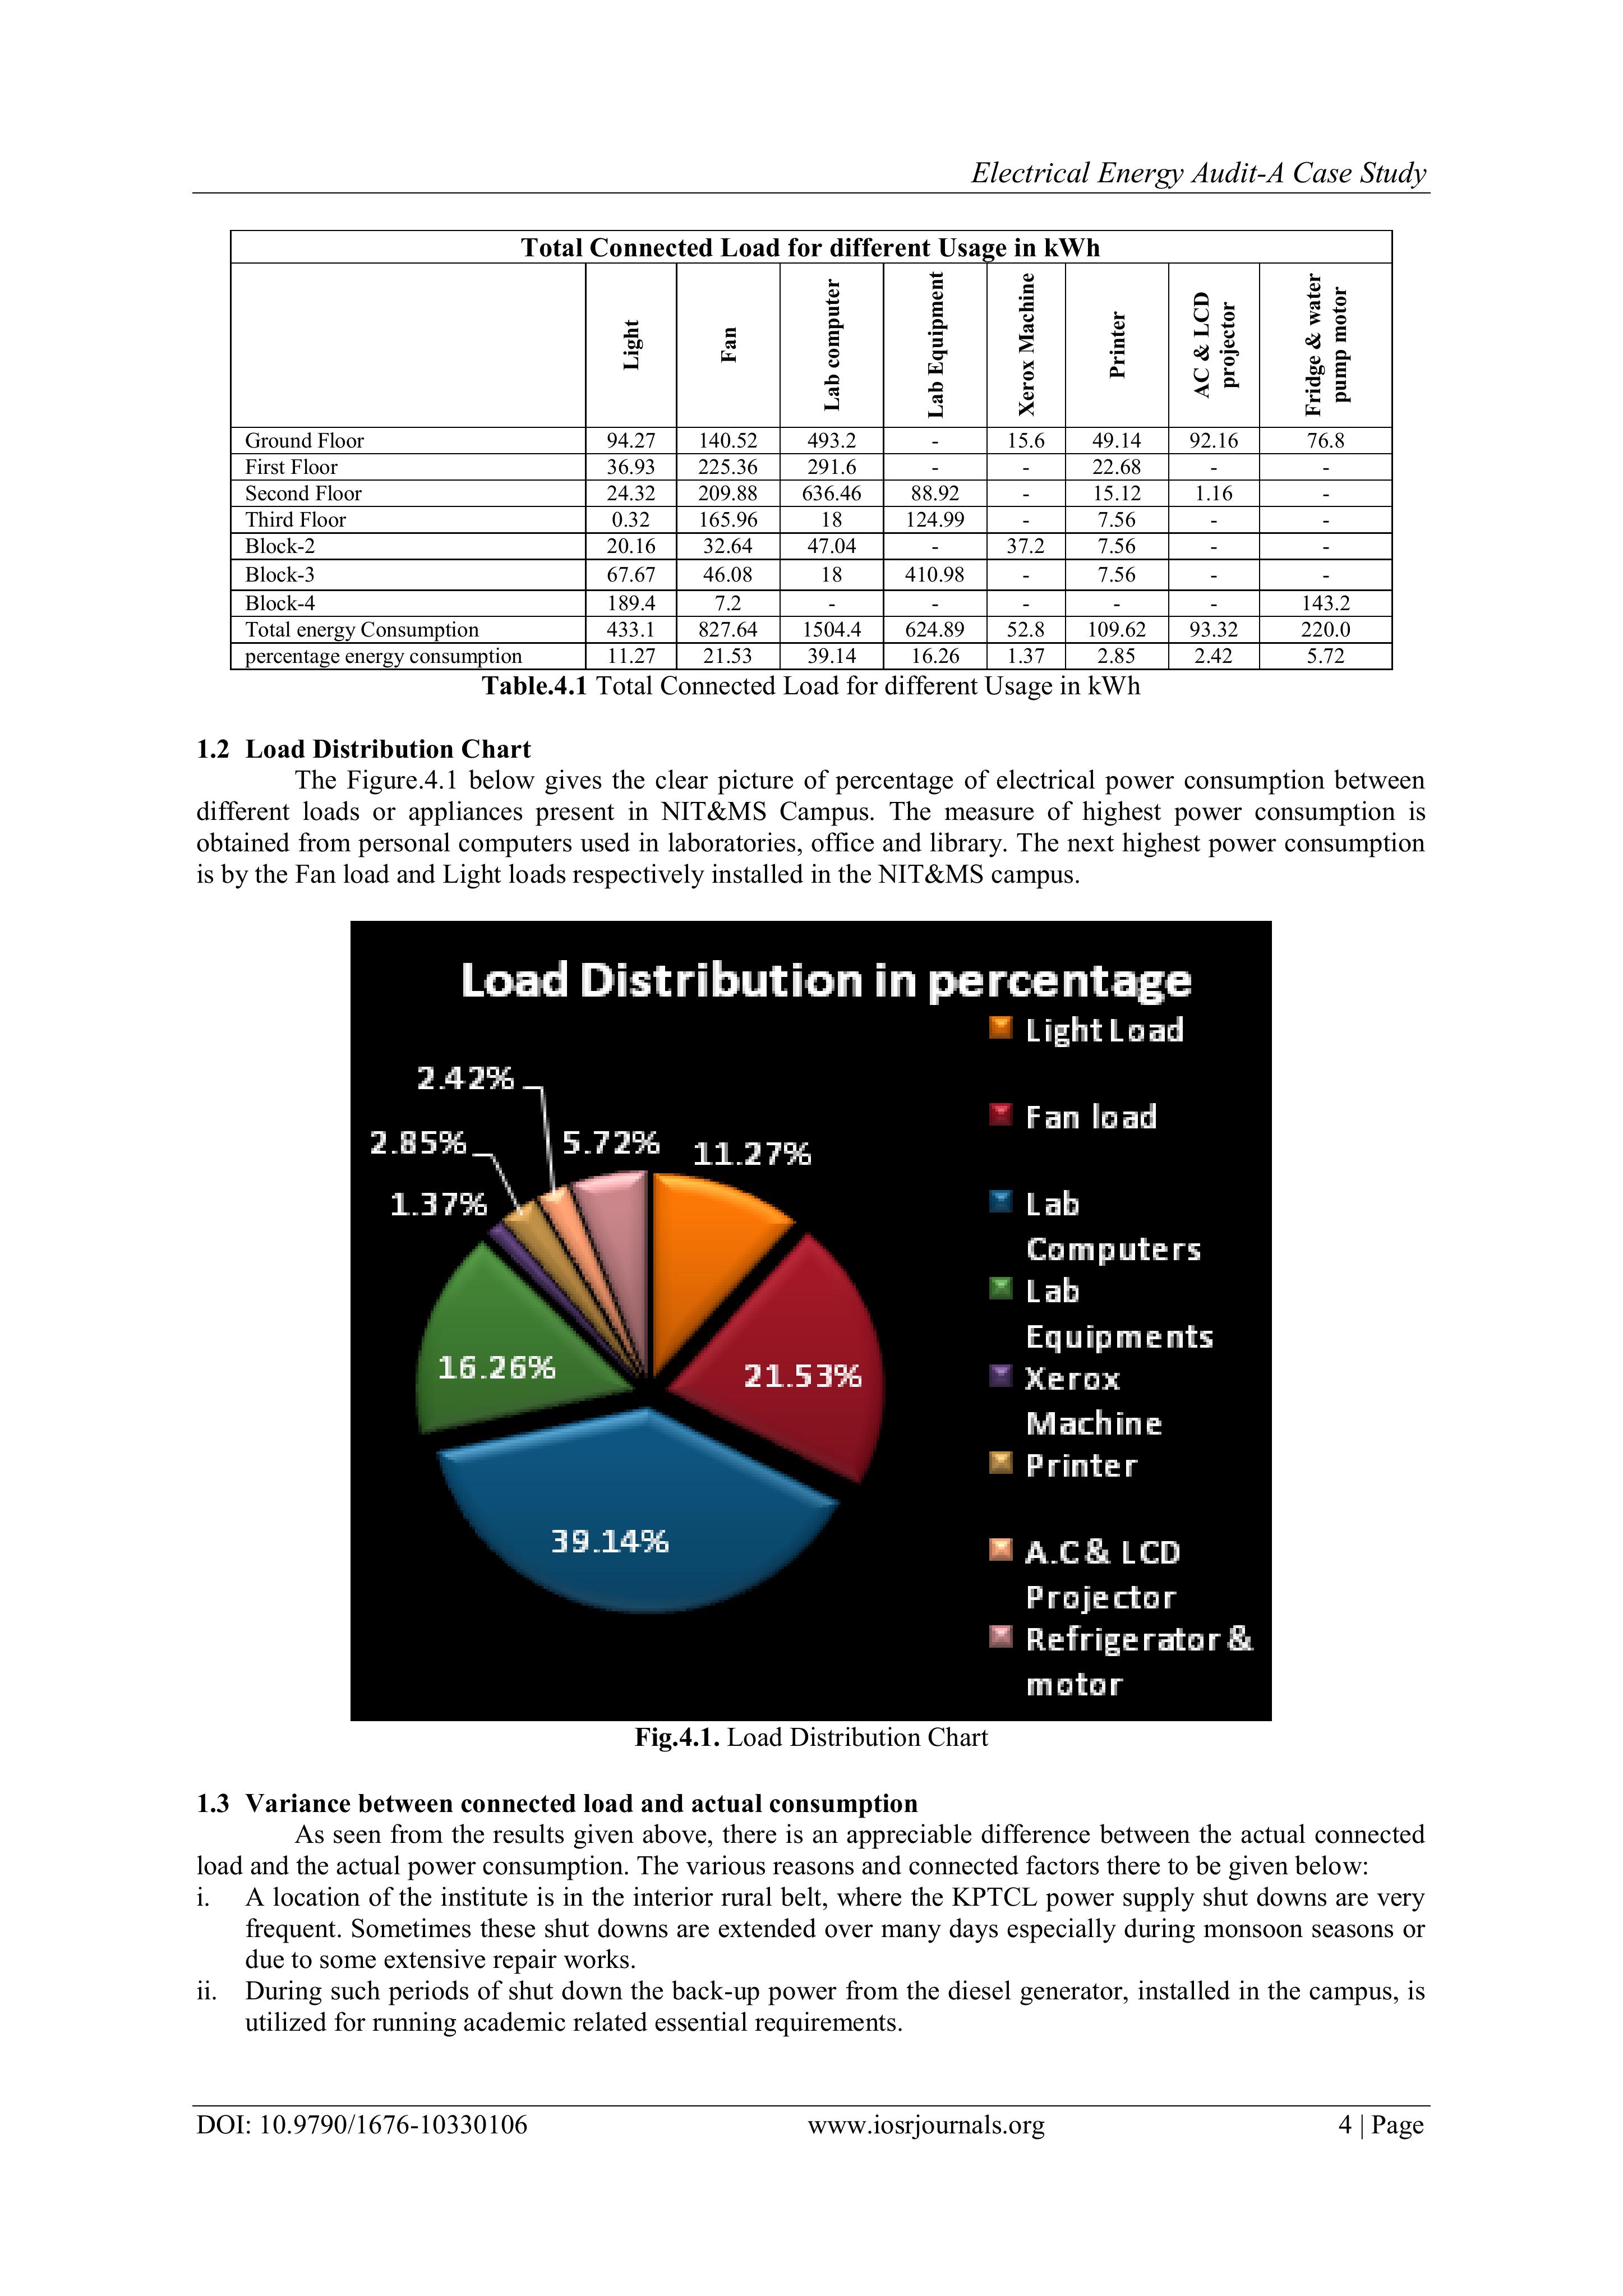 Electrical Energy Audit-A Case Study
Total Connected Load for different Usage in kWh
Light Fan Lab computer Lab Equipment Xerox Machine Printer AC & LCD projector Fridge & water pump motor
Ground Floor 94.27 140.52 493.2 - 15.6 49.14 92.16 76.8
First Floor 36.93 225.36 291.6 - - 22.68 - -
Second Floor 24.32 209.88 636.46 88.92 - 15.12 1.16 -
Third Floor 0.32 165.96 18 124.99 - 7.56 - -
Block-2 20.16 32.64 47.04 - 37.2 7.56 - -
Block-3 67.67 46.08 18 410.98 - 7.56 - -
Block-4 189.4 7.2 - - - - - 143.2
Total energy Consumption 433.1 827.64 1504.4 624.89 52.8 109.62 93.32 220.0
percentage energy consumption 11.27 21.53 39.14 16.26 1.37 2.85 2.42 5.72
Table.4.1 Total Connected Load for different Usage in kWh
1.2 Load Distribution Chart
The Figure.4.1 below gives the clear picture of percentage of electrical power consumption between
different loads or appliances present in NIT&MS Campus. The measure of highest power consumption is
obtained from personal computers used in laboratories, office and library. The next highest power consumption
is by the Fan load and Light loads respectively installed in the NIT&MS campus.
Load Distribution in percentage
2.42%
2.85%
5.72%
11.27%
1.37%
16.26%
21.53%
39.14%
Light Load
Fan load
Lab
Computers
Lab
Equipments
Xerox
Machine
Printer
A.C & LCD
Projector
Refrigerator &
motor
Fig.4.1. Load Distribution Chart
1.3 Variance between connected load and actual consumption
As seen from the results given above, there is an appreciable difference between the actual connected
load and the actual power consumption. The various reasons and connected factors there to be given below:
i. A location of the institute is in the interior rural belt, where the KPTCL power supply shut downs are very
frequent. Sometimes these shut downs are extended over many days especially during monsoon seasons or
due to some extensive repair works.
ii. During such periods of shut down the back-up power from the diesel generator, installed in the campus, is
utilized for running academic related essential requirements.
DOI: 10.9790/1676-10330106 www.iosrjournals.org 4 | Page